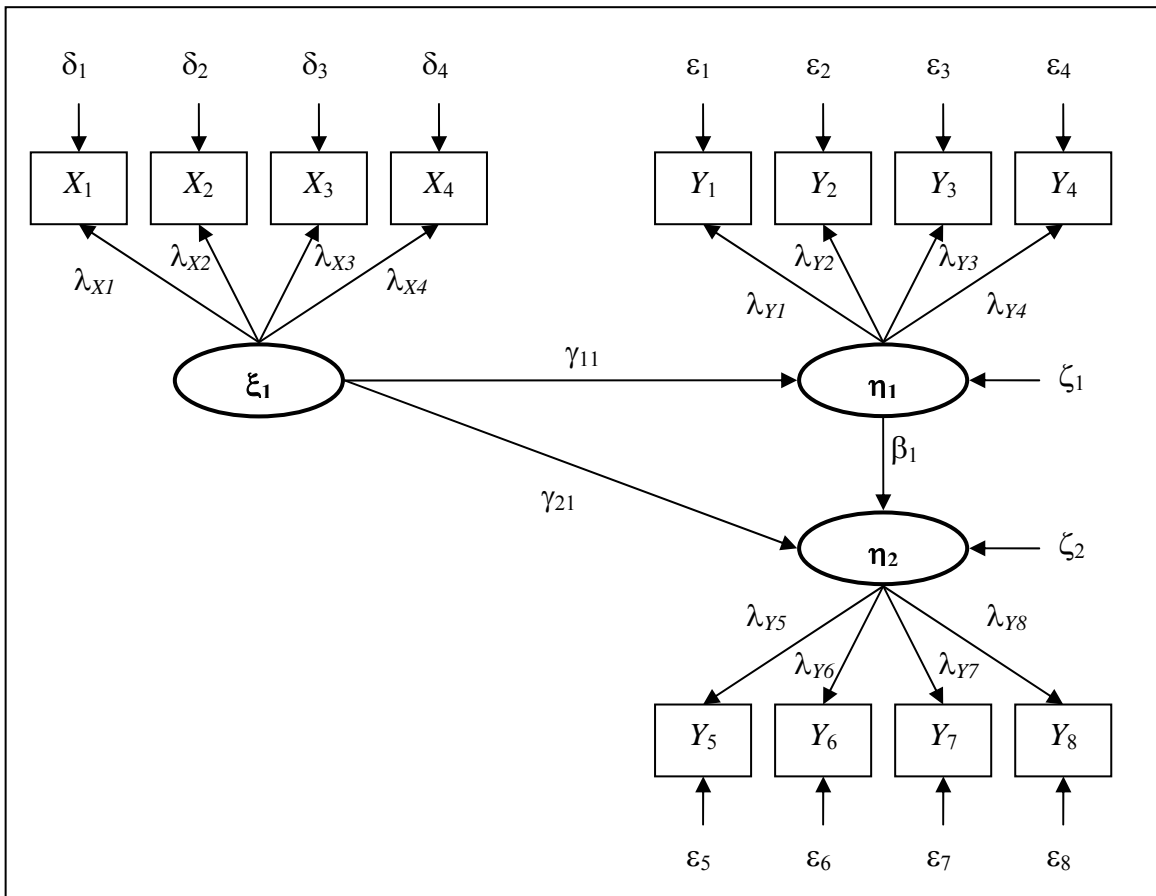 δ₁ δ₂ δ₃ δ₄ ε₁ ε₂ ε₃ ε₄
X₁ X₂ X₃ X₄ Y₁ Y₂ Y₃ Y₄
λX1 λX2 λX3 λX4 λY1 λY2 λY3 λY4
γ₁₁
ξ₁ η₁ ζ₁
β₁
γ₂₁
η₂ ζ₂
λY5 λY6 λY7 λY8
Y₅ Y₆ Y₇ Y₈
ε₅ ε₆ ε₇ ε₈